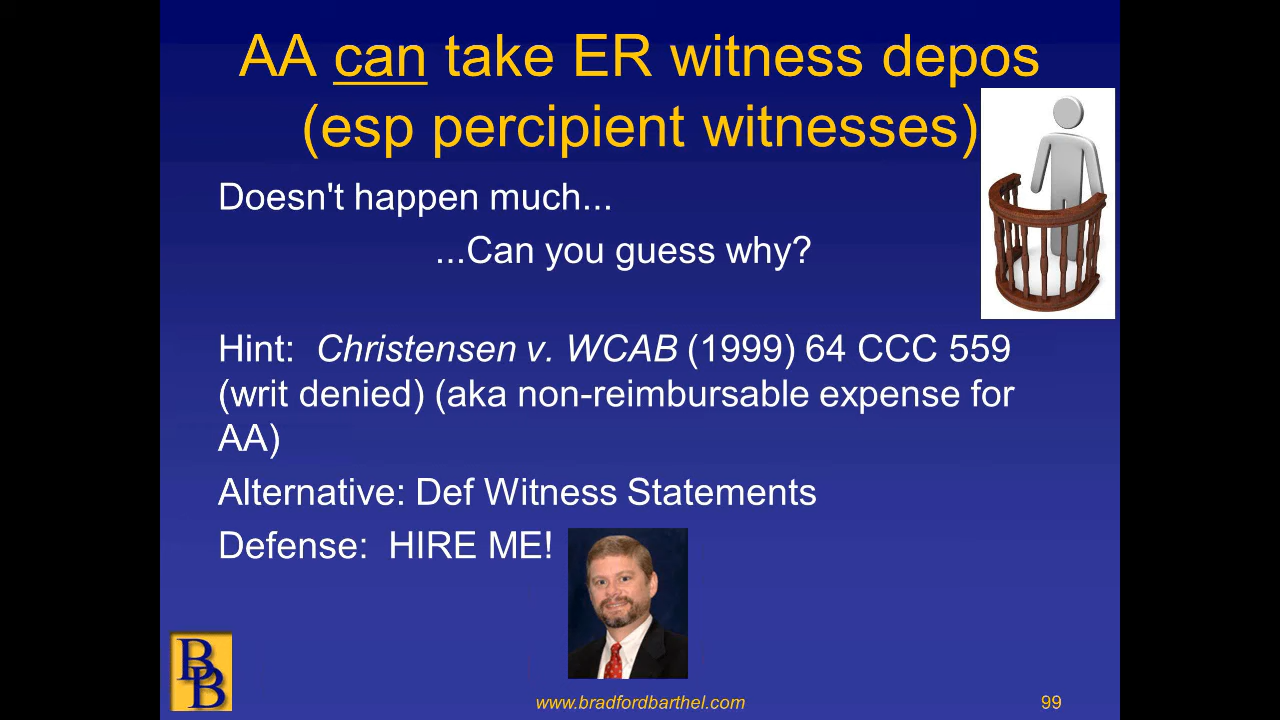 AA can take ER witness depos
(esp percipient witnesses)
Doesn't happen much...
...Can you guess why?
Hint: Christensen v. WCAB (1999) 64 CCC 559
(writ denied) (aka non-reimbursable expense for
AA)
Alternative: Def Witness Statements
Defense: HIRE ME!
BB
www.bradfordbarthel.com
99